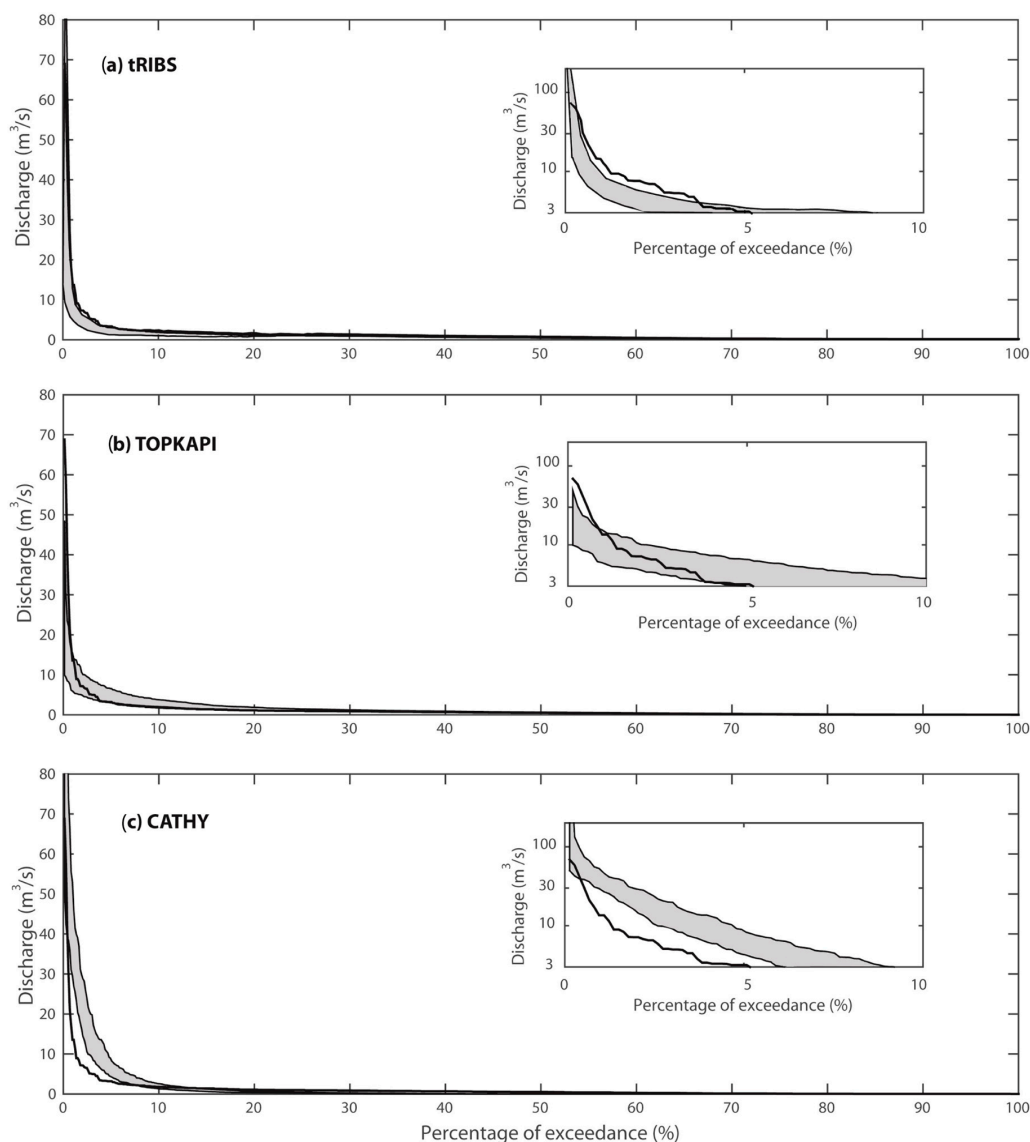 80
70
60
50
40
30
20
10
0
Discharge (m³/s)
(a) tRIBS
100
30
10
3
Discharge (m³/s)
0 5 10
Percentage of exceedance (%)
0 10 20 30 40 50 60 70 80 90 100
80
70
60
50
40
30
20
10
0
Discharge (m³/s)
(b) TOPKAPI
100
30
10
3
Discharge (m³/s)
0 5 10
Percentage of exceedance (%)
0 10 20 30 40 50 60 70 80 90 100
80
70
60
50
40
30
20
10
0
Discharge (m³/s)
(c) CATHY
100
30
10
3
Discharge (m³/s)
0 5 10
Percentage of exceedance (%)
0 10 20 30 40 50 60 70 80 90 100
Percentage of exceedance (%)